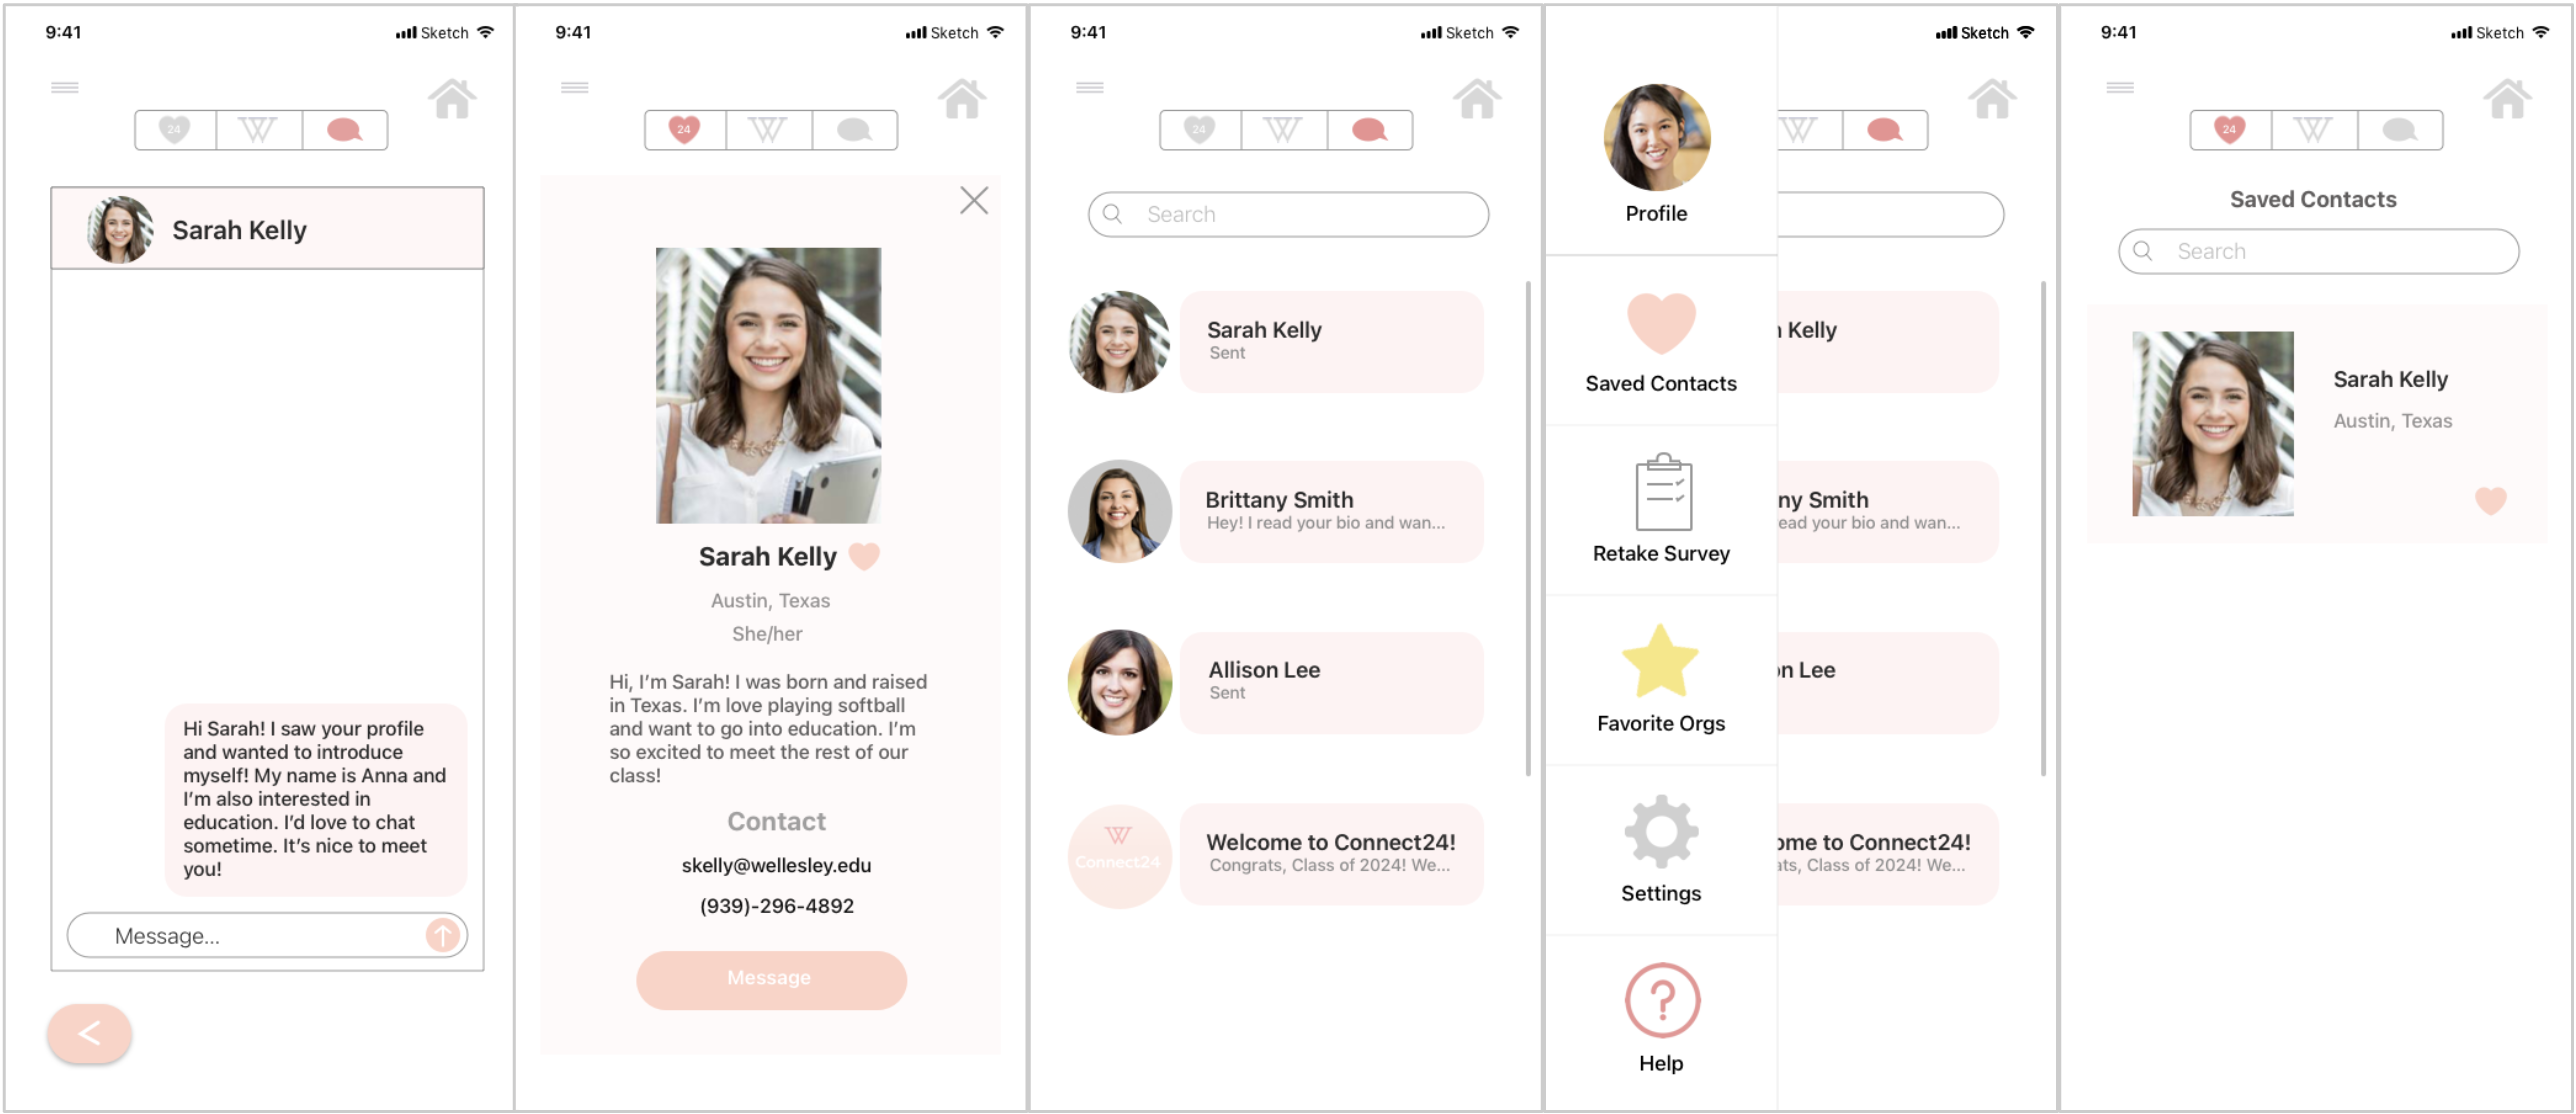 9:41
Sketch
24
W
Sarah Kelly
Hi Sarah! I saw your profile
and wanted to introduce
myself! My name is Anna and
I'm also interested in
education. I'd love to chat
sometime. It's nice to meet
you!
Message...
<
9:41
Sketch
24
W
Sarah Kelly
Austin, Texas
She/her
Hi, I'm Sarah! I was born and raised
in Texas. I'm love playing softball
and want to go into education. I'm
so excited to meet the rest of our
class!
Contact
skelly@wellesley.edu
(939)-296-4892
Message
9:41
Sketch
24
W
Search
Sarah Kelly
Sent
Brittany Smith
Hey! I read your bio and wan...
Allison Lee
Sent
W
Connect24
Welcome to Connect24!
Congrats, Class of 2024! We...
Profile
Saved Contacts
Retake Survey
Favorite Orgs
Settings
?
Help
Sketch
W
Kelly
ny Smith
ead your bio and wan...
on Lee
ome to Connect24!
ats, Class of 2024! We...
9:41
Sketch
24
W
Saved Contacts
Search
Sarah Kelly
Austin, Texas